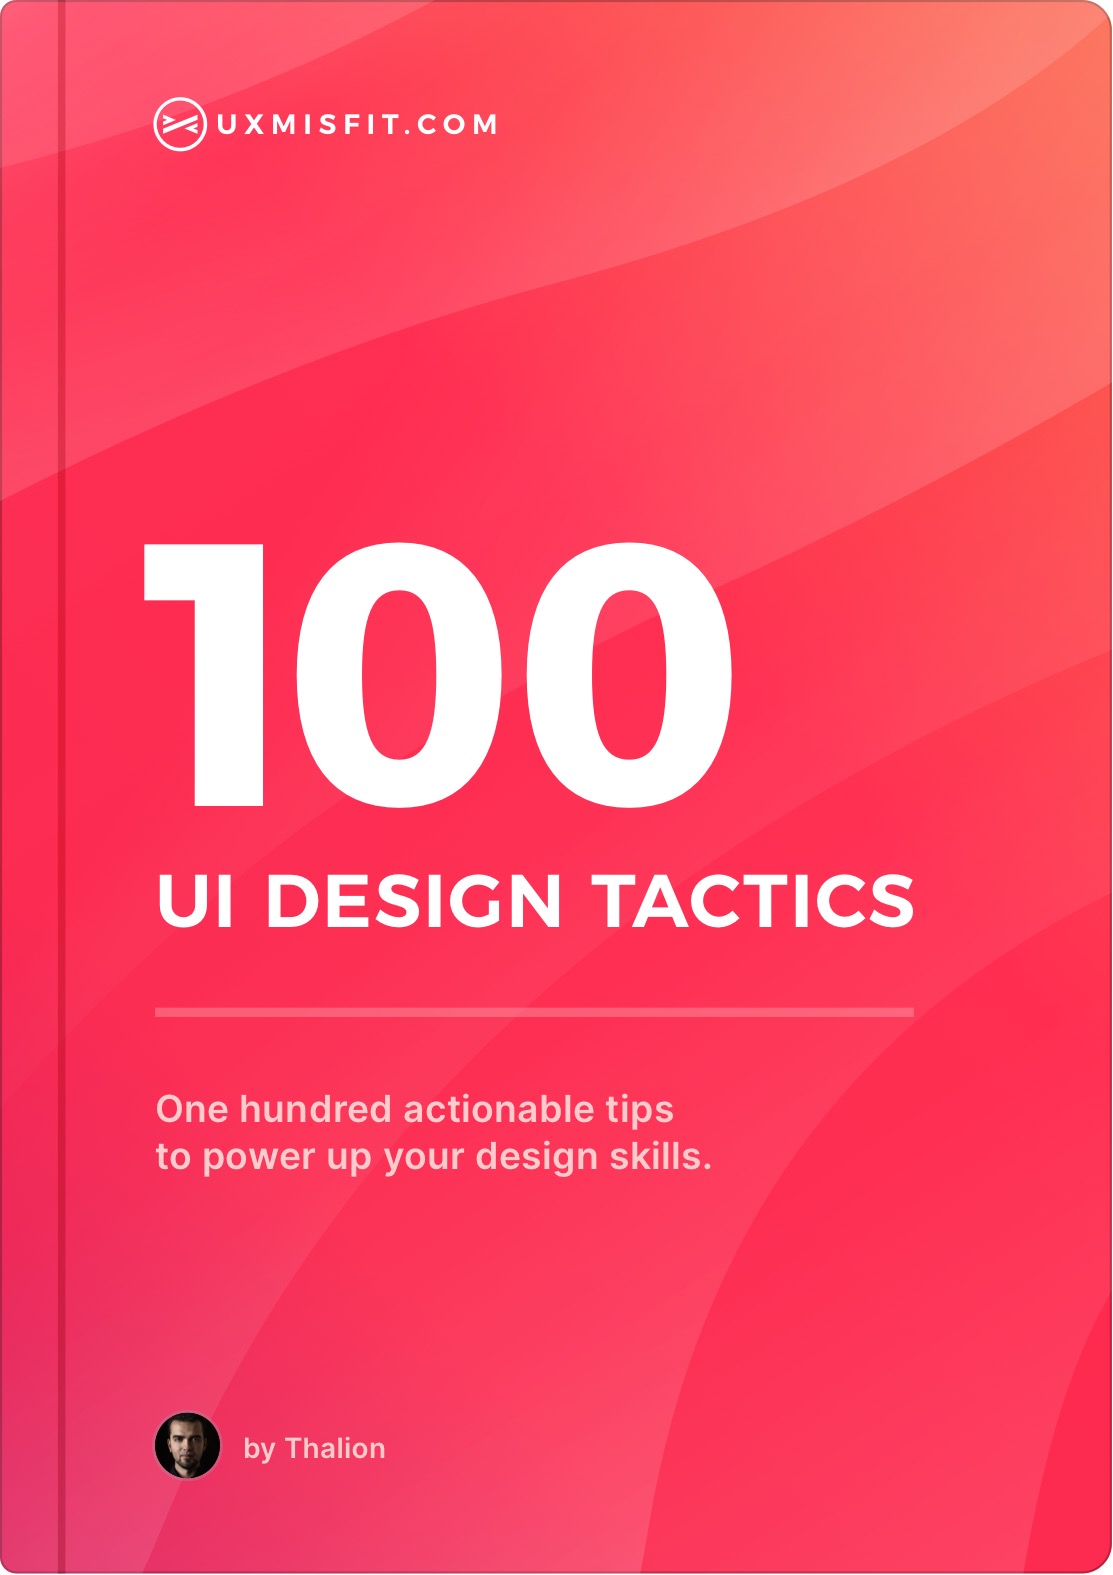 UXMISFIT.COM
100
UI DESIGN TACTICS
One hundred actionable tips
to power up your design skills.
by Thalion